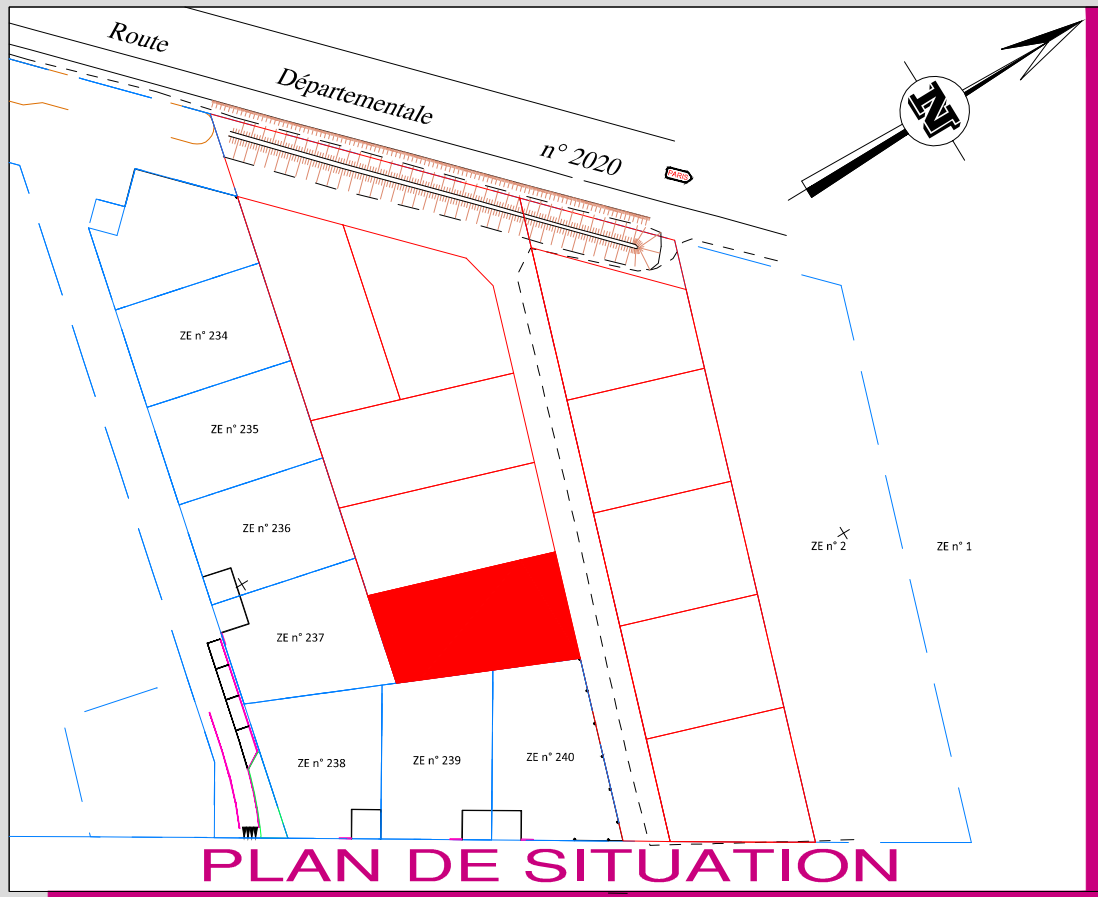 Route
Départementale
n° 2020
PARIS
N
ZE n° 234
ZE n° 235
ZE n° 236
ZE n° 237
ZE n° 238
ZE n° 239
ZE n° 240
ZE n° 2
ZE n° 1
PLAN DE SITUATION